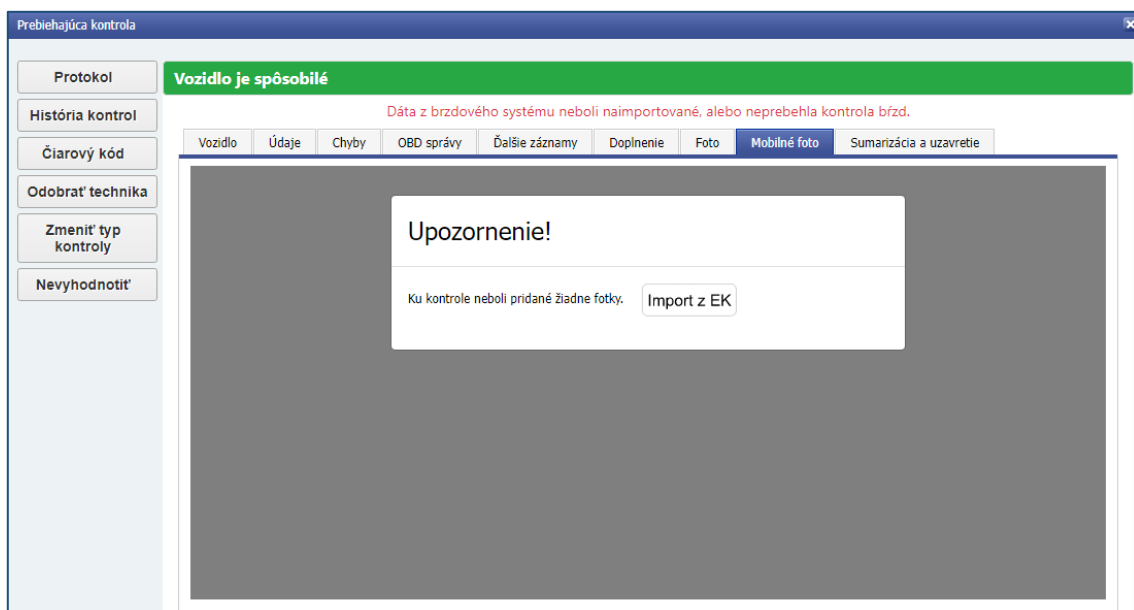 Prebiehajúca kontrola
Protokol
História kontrol
Čiarový kód
Odobrať technika
Zmeniť typ
kontroly
Nevyhodnotiť
Vozidlo je spôsobilé
Dáta z brzdového systému neboli naimportované, alebo neprebehla kontrola bŕzd.
Vozidlo Údaje Chyby OBD správy Ďalšie záznamy Doplnenie Foto Mobilné foto Sumarizácia a uzavretie
Upozornenie!
Ku kontrole neboli pridané žiadne fotky. Import z EK